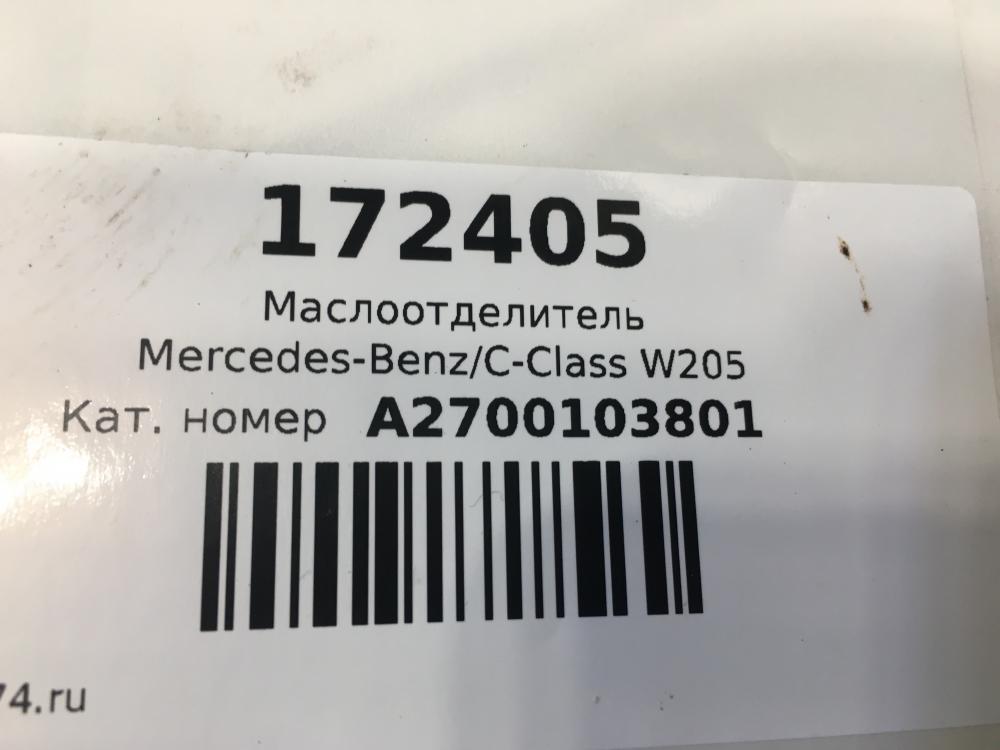 172405
Маслоотделитель
Mercedes-Benz/C-Class W205
Кат. номер A2700103801
74.ru